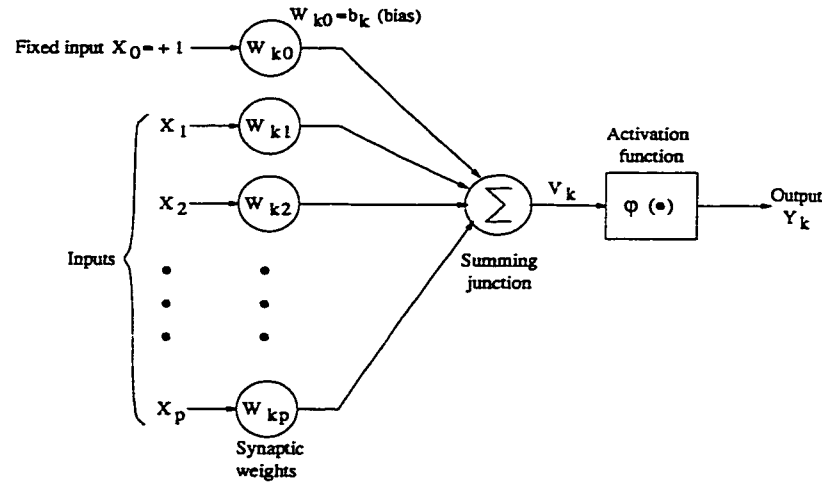 W k0 = b k (bias)
Fixed input X 0 = + 1
W k0
X 1
W k1
X 2
W k2
Inputs
X p
W kp
Synaptic
weights
Σ
Summing
junction
V k
Activation
function
φ (•)
Output
Y k